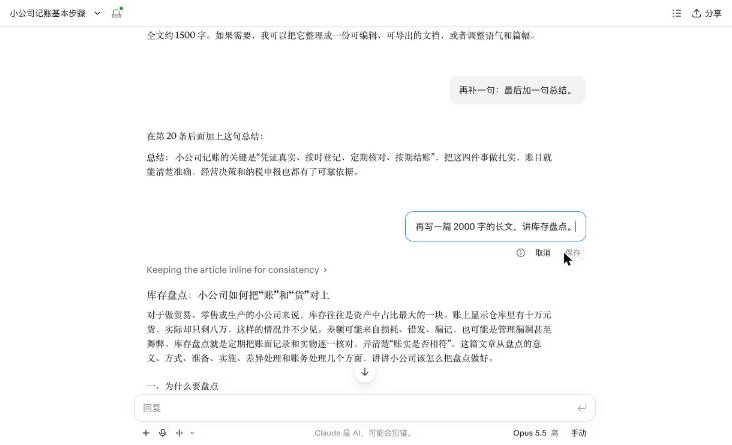 小公司记账基本步骤
分享
全文约 1500 字。如果需要，我可以把它整理成一份可编辑、可导出的文档，或者调整语气和篇幅。
再补一句：最后加一句总结。
在第 20 条后面加上这句总结：
总结：小公司记账的关键是“凭证真实、按时登记、定期核对、按期结账”。把这四件事做扎实，账目就
能清楚准确，经营决策和纳税申报也都有了可靠依据。
再写一篇 2000 字的长文，讲库存盘点。
取消 保存
Keeping the article inline for consistency
库存盘点：小公司如何把“账”和“货”对上
对于做贸易、零售或生产的小公司来说，库存往往是资产中占比最大的一块。账上显示仓库里有十万元
货，实际却只剩八万，这样的情况并不少见。差额可能来自损耗、错发、漏记，也可能是管理漏洞甚至
舞弊。库存盘点就是定期把账面记录和实物逐一核对，弄清楚“账实是否相符”。这篇文章从盘点的意
义、方式、准备、实施、差异处理和账务处理几个方面，讲讲小公司该怎么把盘点做好。
一、为什么要盘点
回复
Claude 是 AI，可能会犯错。
Opus 5.5 高 手动